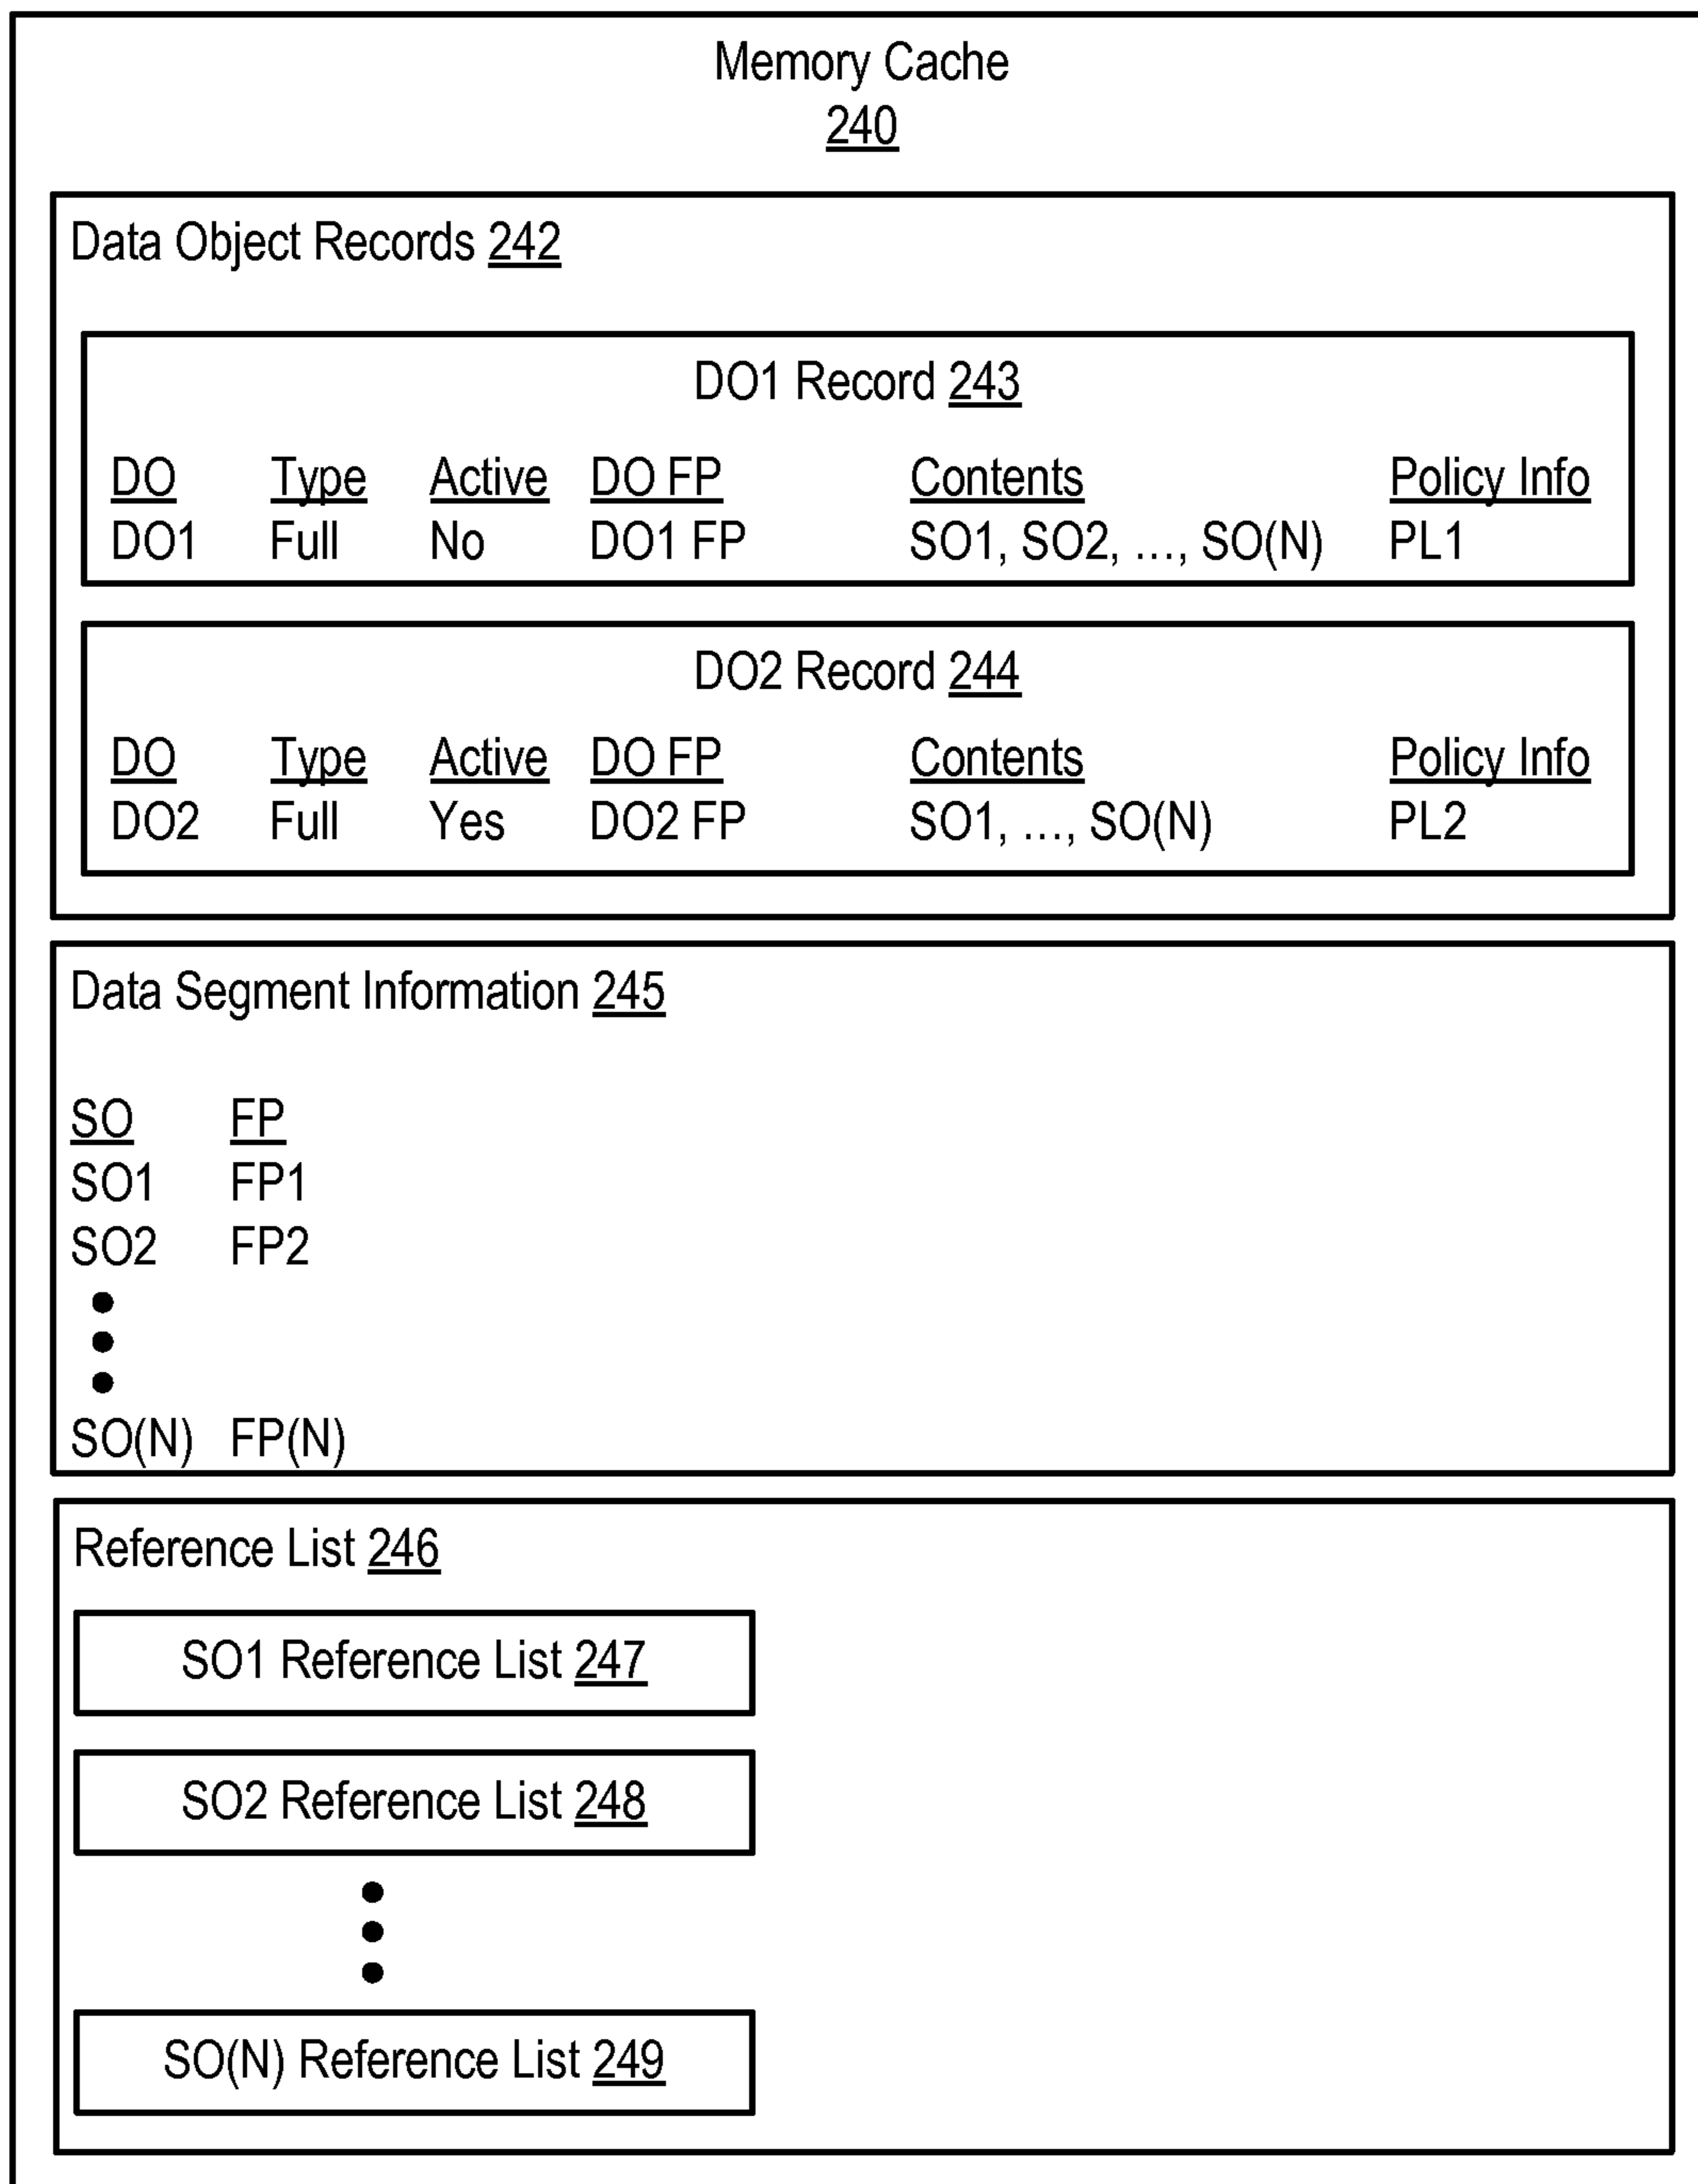 Memory Cache
240
Data Object Records 242
DO1 Record 243
DO Type Active DO FP Contents Policy Info
DO1 Full No DO1 FP SO1, SO2, ..., SO(N) PL1
DO2 Record 244
DO Type Active DO FP Contents Policy Info
DO2 Full Yes DO2 FP SO1, ..., SO(N) PL2
Data Segment Information 245
SO FP
SO1 FP1
SO2 FP2
SO(N) FP(N)
Reference List 246
SO1 Reference List 247
SO2 Reference List 248
SO(N) Reference List 249